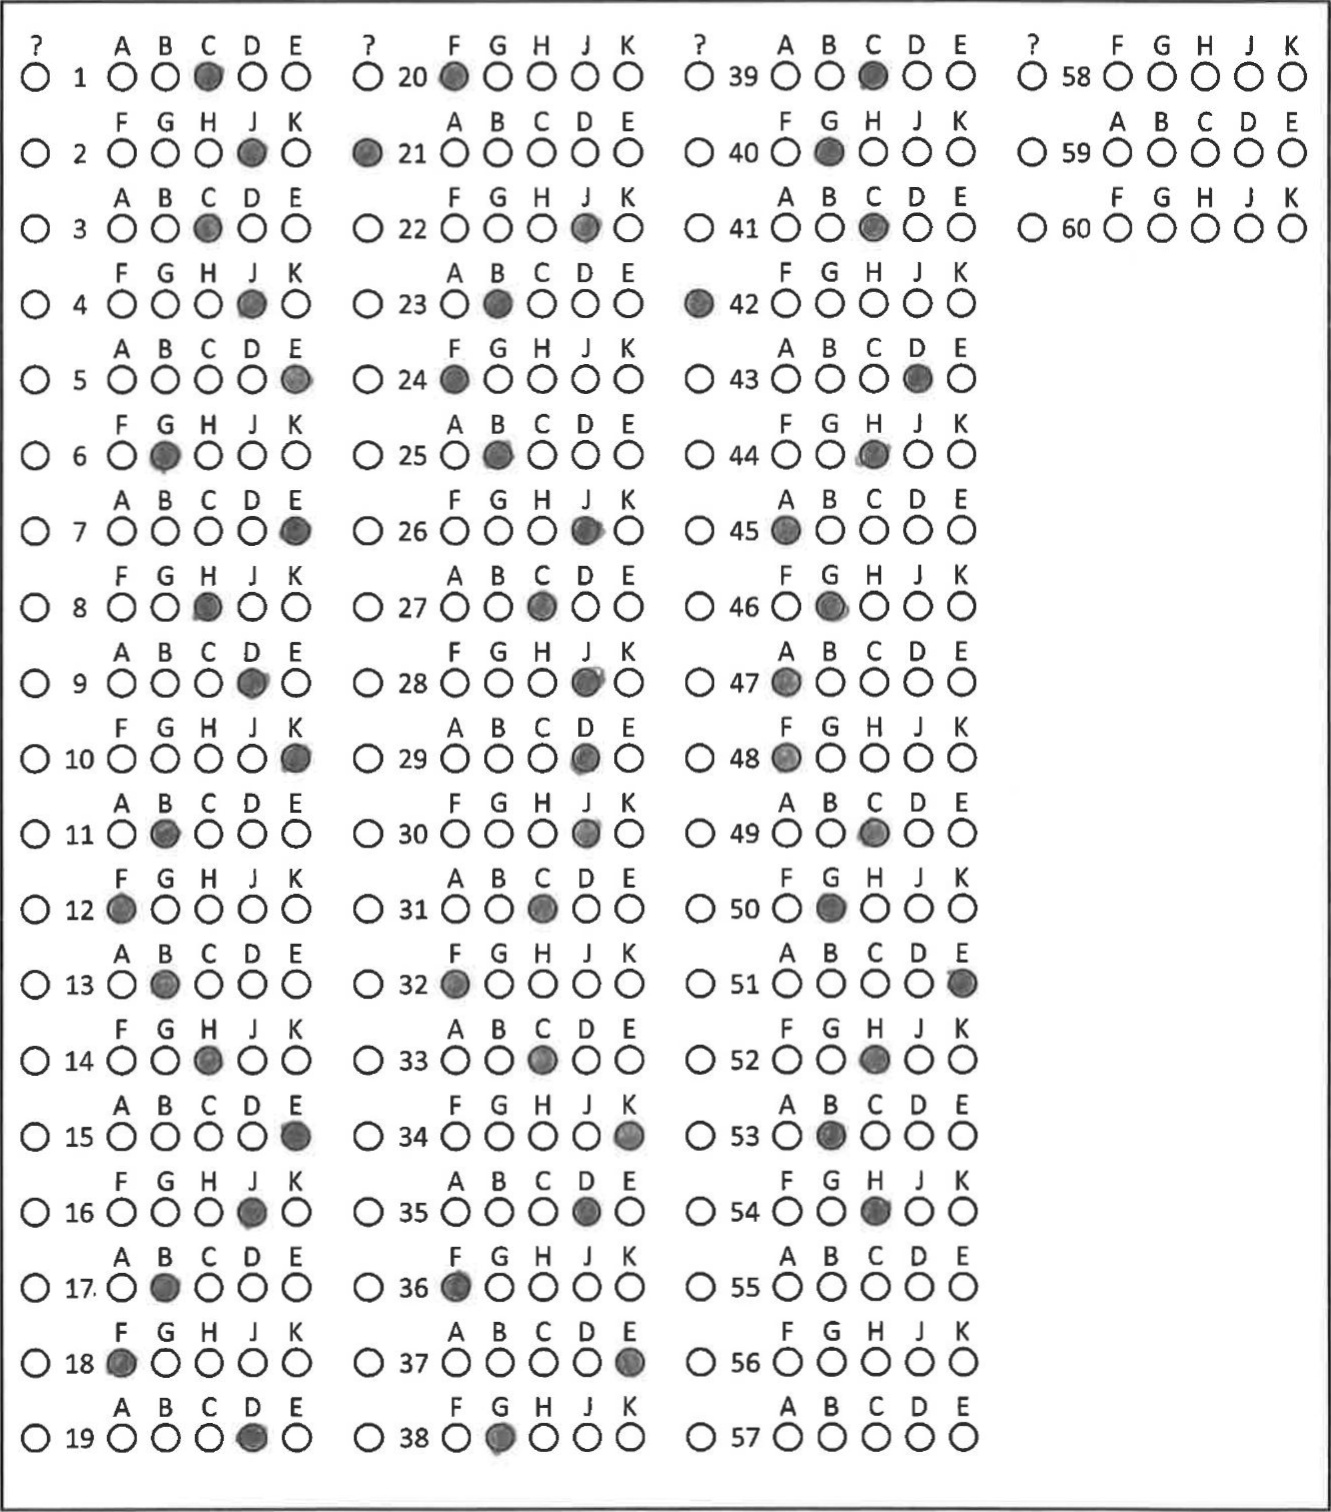 ? A B C D E ? F G H J K ? A B C D E ? F G H J K
1 20 39 58
F G H J K A B C D E F G H J K A B C D E
2 21 40 59
A B C D E F G H J K A B C D E F G H J K
3 22 41 60
F G H J K A B C D E F G H J K
4 23 42
A B C D E F G H J K A B C D E
5 24 43
F G H J K A B C D E F G H J K
6 25 44
A B C D E F G H J K A B C D E
7 26 45
F G H J K A B C D E F G H J K
8 27 46
A B C D E F G H J K A B C D E
9 28 47
F G H J K A B C D E F G H J K
10 29 48
A B C D E F G H J K A B C D E
11 30 49
F G H J K A B C D E F G H J K
12 31 50
A B C D E F G H J K A B C D E
13 32 51
F G H J K A B C D E F G H J K
14 33 52
A B C D E F G H J K A B C D E
15 34 53
F G H J K A B C D E F G H J K
16 35 54
A B C D E F G H J K A B C D E
17. 36 55
F G H J K A B C D E F G H J K
18 37 56
A B C D E F G H J K A B C D E
19 38 57